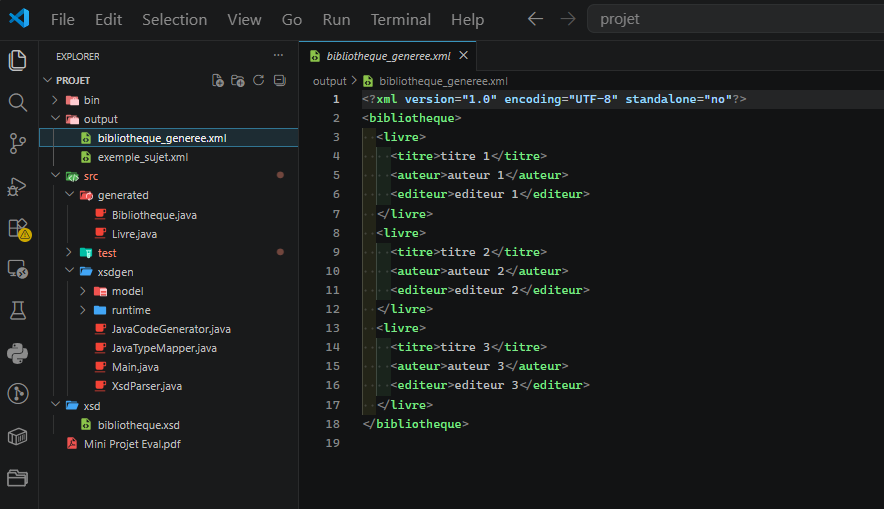 File Edit Selection View Go Run Terminal Help projet
EXPLORER
PROJET
bin
output
bibliotheque_generee.xml
exemple_sujet.xml
src
generated
Bibliotheque.java
Livre.java
test
xsdgen
model
runtime
JavaCodeGenerator.java
JavaTypeMapper.java
Main.java
XsdParser.java
xsd
bibliotheque.xsd
Mini Projet Eval.pdf
bibliotheque_generee.xml
output > bibliotheque_generee.xml
1 <?xml version="1.0" encoding="UTF-8" standalone="no"?>
2 <bibliotheque>
3 <livre>
4 <titre>titre 1</titre>
5 <auteur>auteur 1</auteur>
6 <editeur>editeur 1</editeur>
7 </livre>
8 <livre>
9 <titre>titre 2</titre>
10 <auteur>auteur 2</auteur>
11 <editeur>editeur 2</editeur>
12 </livre>
13 <livre>
14 <titre>titre 3</titre>
15 <auteur>auteur 3</auteur>
16 <editeur>editeur 3</editeur>
17 </livre>
18 </bibliotheque>
19